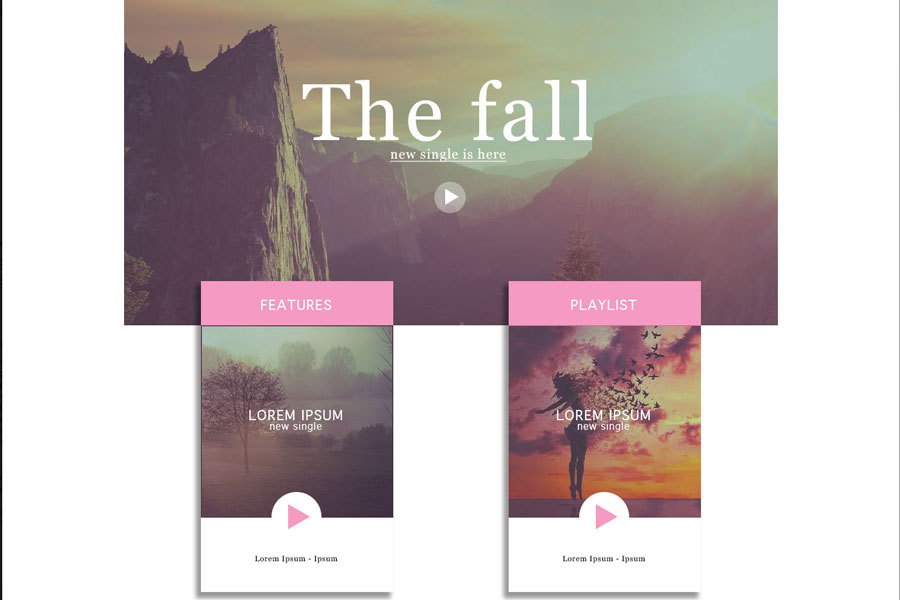 The fall
new single is here
FEATURES
LOREM IPSUM
new single
Lorem Ipsum - Ipsum
PLAYLIST
LOREM IPSUM
new single
Lorem Ipsum - Ipsum